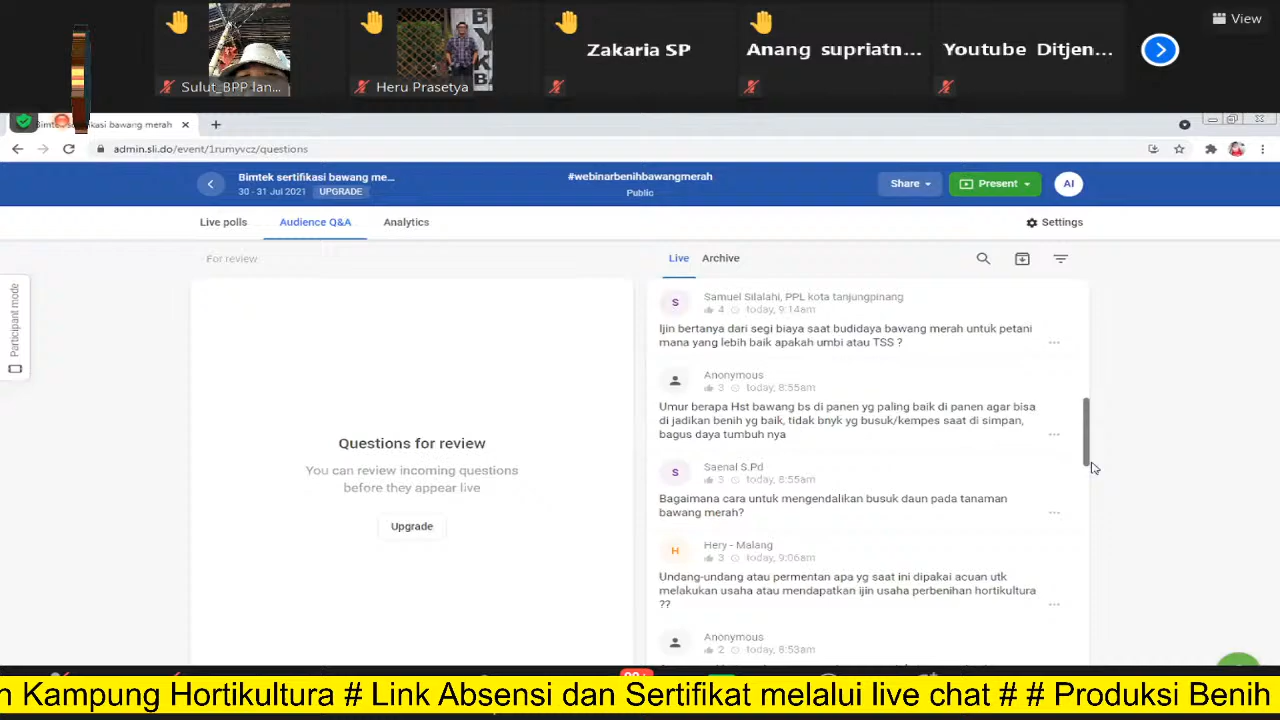 View
Sulut_BPP lan...
Heru Prasetya
Zakaria SP
Anang supriatn...
Youtube Ditjen...
Bimtek sertifikasi bawang merah
admin.sli.do/event/1rumyvcz/questions
Bimtek sertifikasi bawang me...
30 - 31 Jul 2021 UPGRADE
#webinarbenihbawangmerah
Public
Share
Present
AI
Live polls
Audience Q&A
Analytics
Settings
For review
Live
Archive
Participant mode
Questions for review
You can review incoming questions
before they appear live
Upgrade
S
Samuel Silalahi, PPL kota tanjungpinang
4 today, 9:14am
Ijin bertanya dari segi biaya saat budidaya bawang merah untuk petani
mana yang lebih baik apakah umbi atau TSS ?
Anonymous
3 today, 8:55am
Umur berapa Hst bawang bs di panen yg paling baik di panen agar bisa
di jadikan benih yg baik, tidak bnyk yg busuk/kempes saat di simpan,
bagus daya tumbuh nya
S
Saenal S.Pd
3 today, 8:55am
Bagaimana cara untuk mengendalikan busuk daun pada tanaman
bawang merah?
H
Hery - Malang
3 today, 9:06am
Undang-undang atau permentan apa yg saat ini dipakai acuan utk
melakukan usaha atau mendapatkan ijin usaha perbenihan hortikultura
??
Anonymous
2 today, 8:53am
Kampung Hortikultura # Link Absensi dan Sertifikat melalui live chat # # Produksi Benih